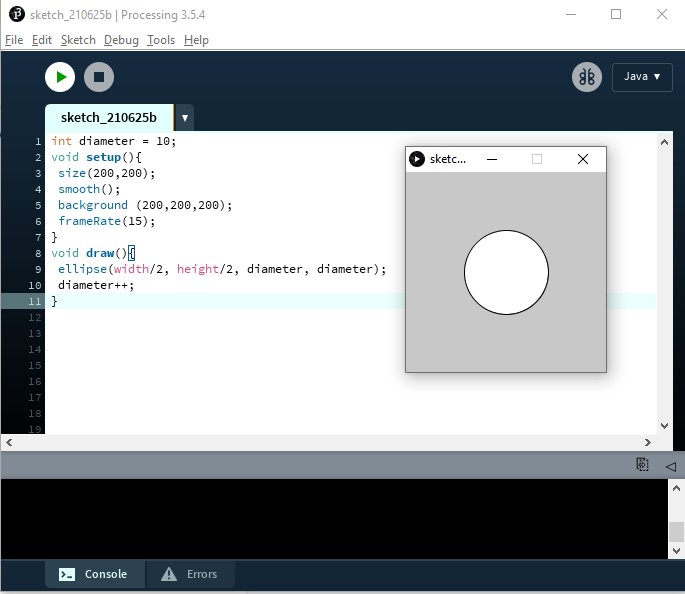 sketch_210625b | Processing 3.5.4
File Edit Sketch Debug Tools Help
Java ▼
sketch_210625b ▼
1 int diameter = 10;
2 void setup(){
3 size(200,200);
4 smooth();
5 background (200,200,200);
6 frameRate(15);
7 }
8 void draw(){
9 ellipse(width/2, height/2, diameter, diameter);
10 diameter++;
11 }
12
13
14
15
16
17
18
19
sketc...
Console
Errors